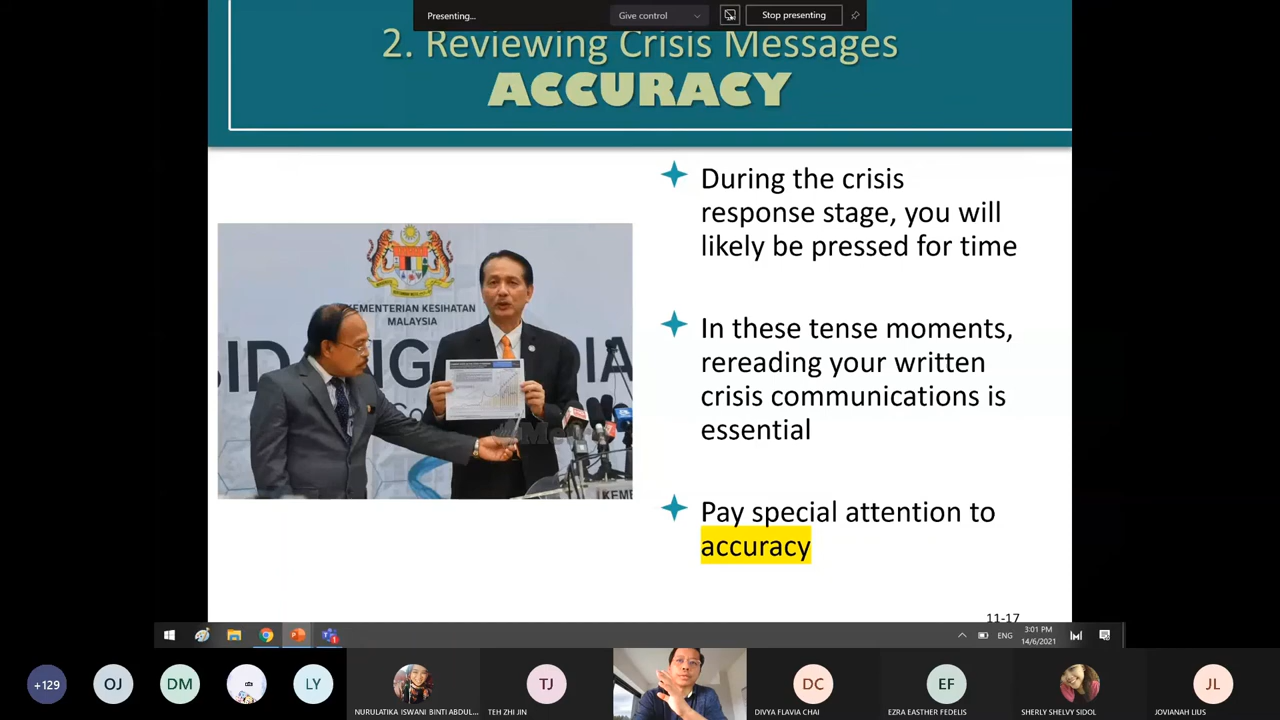 Presenting...
Give control
Stop presenting
2. Reviewing Crisis Messages
ACCURACY
During the crisis
response stage, you will
likely be pressed for time
In these tense moments,
rereading your written
crisis communications is
essential
Pay special attention to
accuracy
KEMENTERIAN KESIHATAN
MALAYSIA
11-17
ENG
3:01 PM
14/6/2021
+129
OJ
DM
LY
NURULATIKA ISWANI BINTI ABDUL...
TJ
TEH ZHI JIN
DC
DIVYA FLAVIA CHAI
EF
EZRA EASTHER FEDELIS
SHERLY SHELVY SIDOL
JL
JOVIANAH LIUS